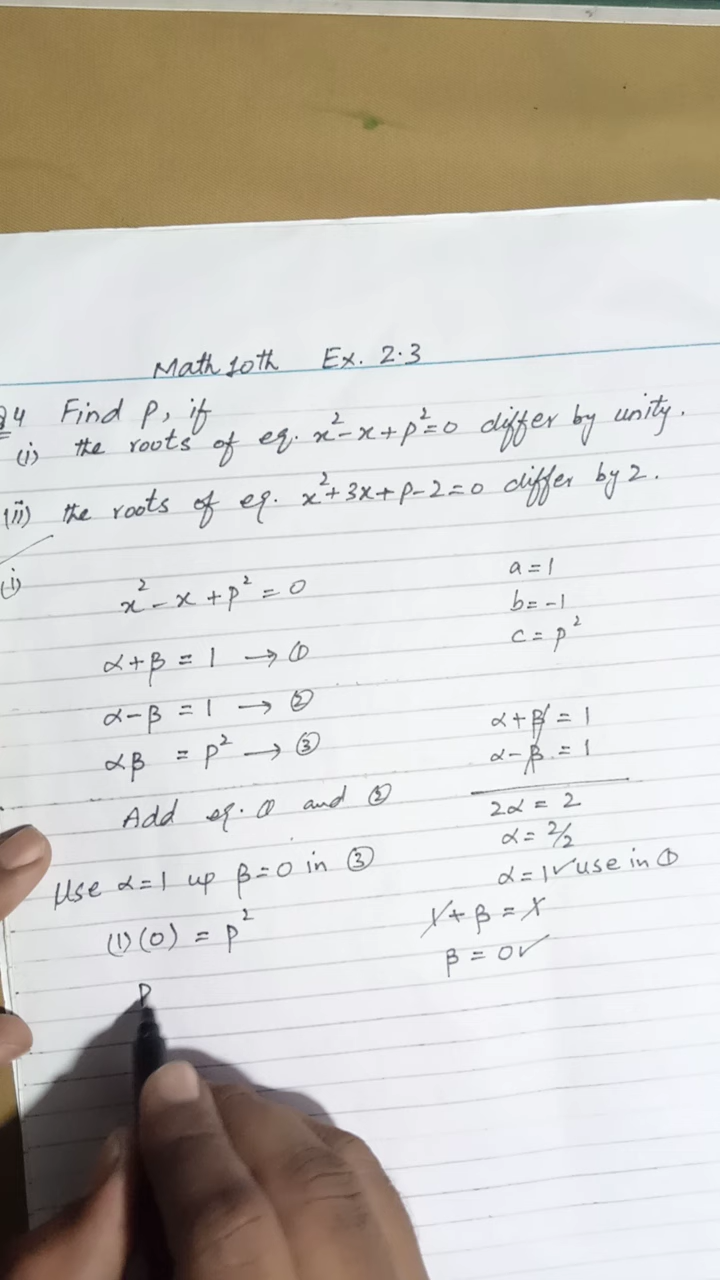 Math 10th Ex. 2.3
Q4 Find P, if
(i) the roots of eq. x²-x+p²=0 differ by unity.
(ii) the roots of eq. x²+3x+p-2=0 differ by 2.
(i)
x² - x + p² = 0
a = 1
b = -1
c = p²
α+β = 1 → ①
α-β = 1 → ②
αβ = p² → ③
Add eq. ① and ②
α+β = 1
α-β = 1
2α = 2
α = 2/2
α = 1 ✓ use in ①
1 + β = 1
β = 0 ✓
Use α=1 up β=0 in ③
(1)(0) = p²
P